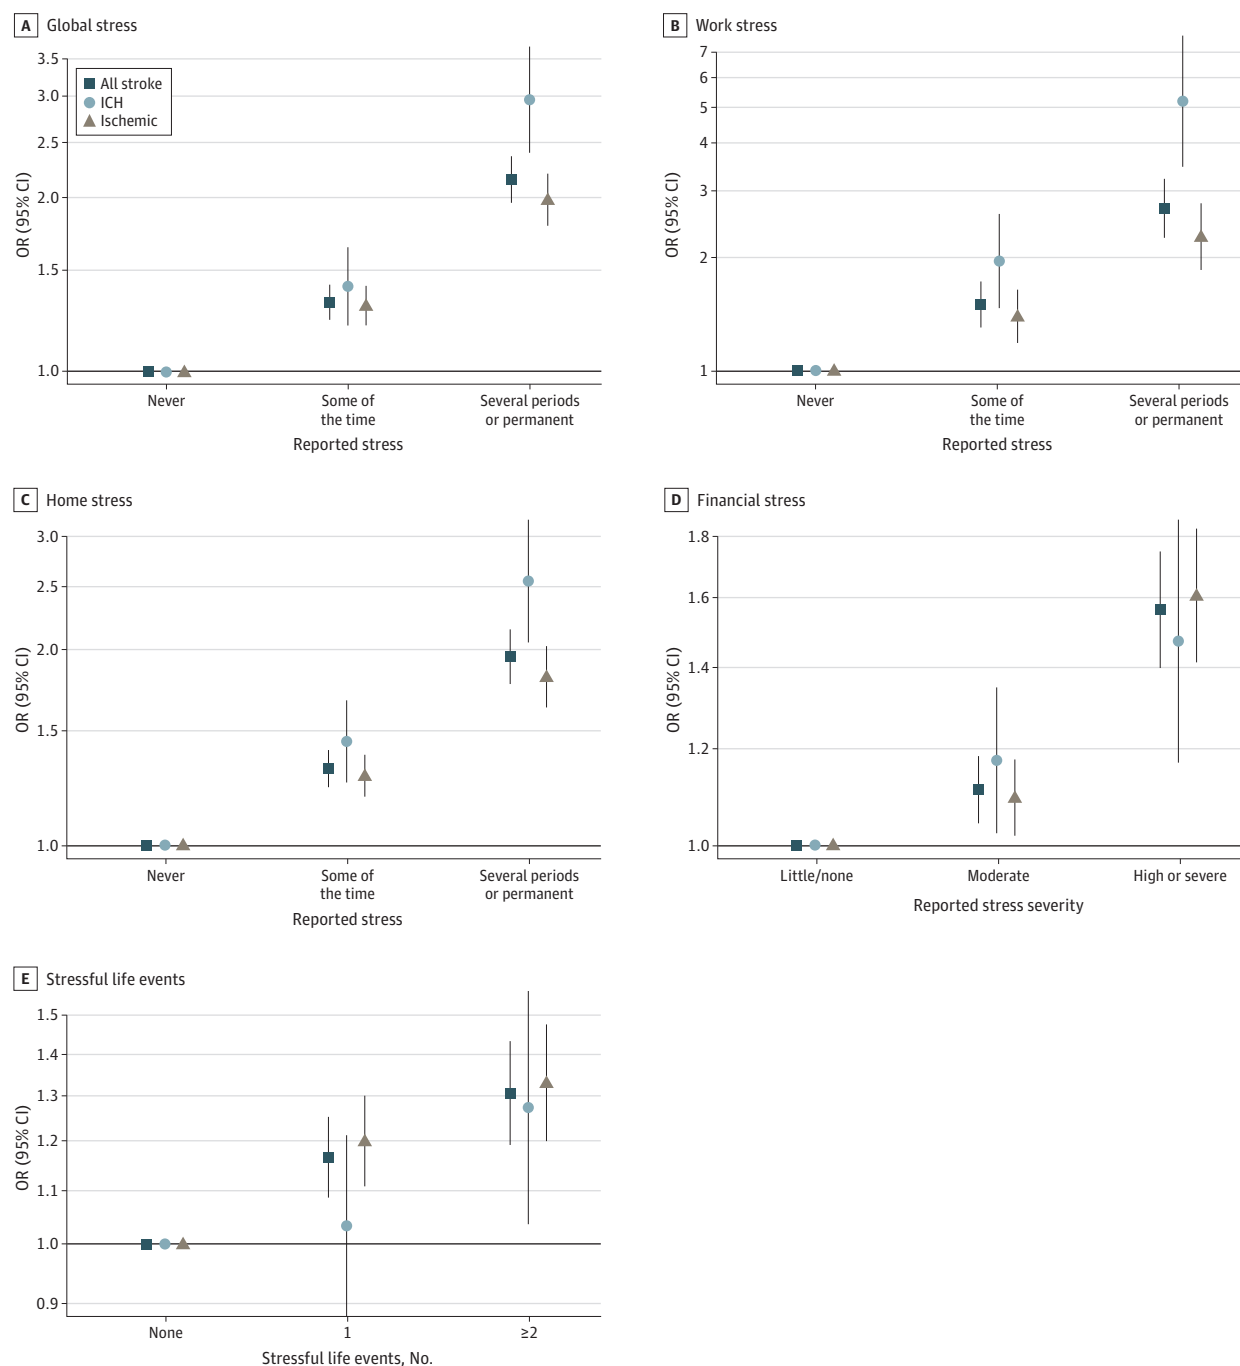 A Global stress
3.5
3.0
2.5
2.0
1.5
1.0
OR (95% CI)
All stroke
ICH
Ischemic
Never
Some of
the time
Several periods
or permanent
Reported stress
B Work stress
7
6
5
4
3
2
1
OR (95% CI)
Never
Some of
the time
Several periods
or permanent
Reported stress
C Home stress
3.0
2.5
2.0
1.5
1.0
OR (95% CI)
Never
Some of
the time
Several periods
or permanent
Reported stress
D Financial stress
1.8
1.6
1.4
1.2
1.0
OR (95% CI)
Little/none
Moderate
High or severe
Reported stress severity
E Stressful life events
1.5
1.4
1.3
1.2
1.1
1.0
0.9
OR (95% CI)
None
1
≥2
Stressful life events, No.